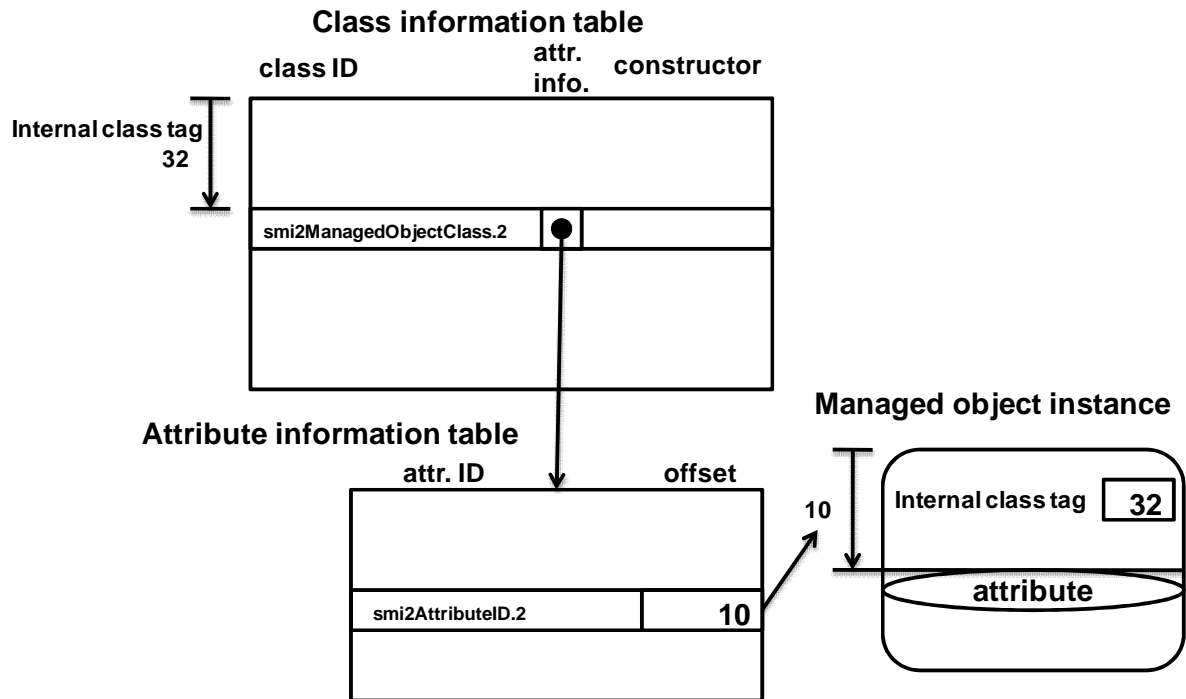 Class information table
class ID
attr.
info.
constructor
Internal class tag
32
smi2ManagedObjectClass.2
Managed object instance
Attribute information table
attr. ID
offset
10
Internal class tag
32
smi2AttributeID.2
10
attribute